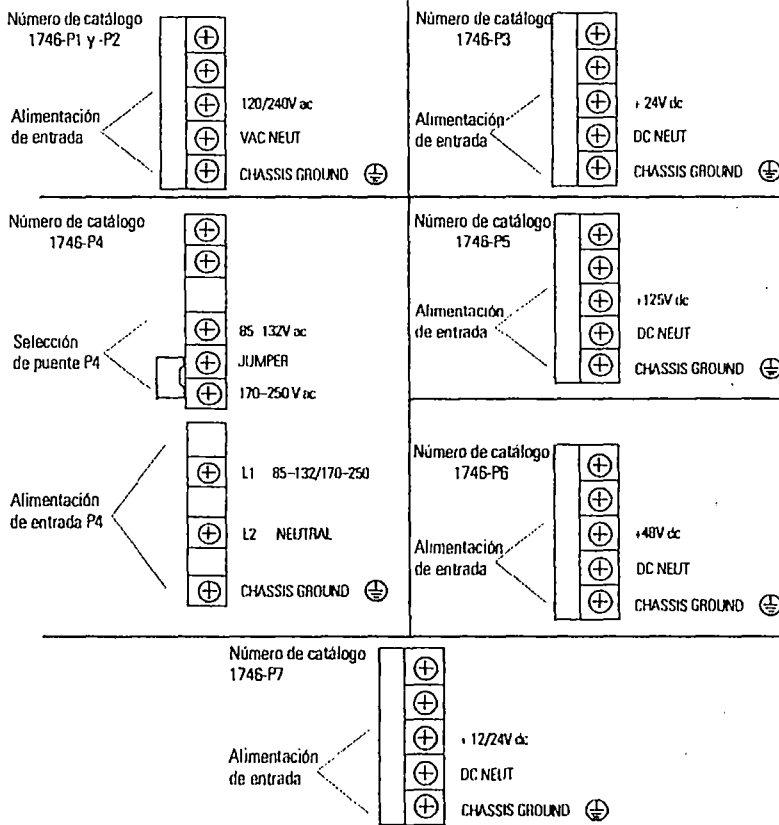 Número de catálogo
1746-P1 y -P2
Alimentación
de entrada
120/240V ac
VAC NEUT
CHASSIS GROUND
Número de catálogo
1746-P3
Alimentación
de entrada
+ 24V dc
DC NEUT
CHASSIS GROUND
Número de catálogo
1746-P4
Selección
de puente P4
85-132V ac
JUMPER
170-250 V ac
Alimentación
de entrada P4
L1 85-132/170-250
L2 NEUTRAL
CHASSIS GROUND
Número de catálogo
1746-P5
Alimentación
de entrada
+125V dc
DC NEUT
CHASSIS GROUND
Número de catálogo
1746-P6
Alimentación
de entrada
+48V dc
DC NEUT
CHASSIS GROUND
Número de catálogo
1746-P7
Alimentación
de entrada
+ 12/24V dc
DC NEUT
CHASSIS GROUND